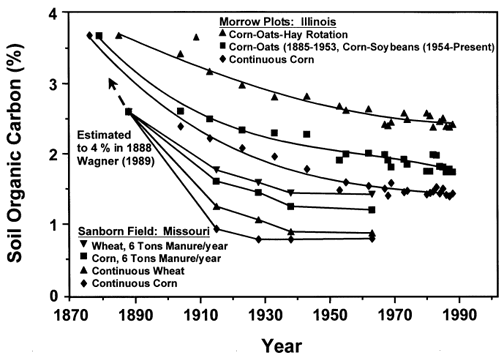 Morrow Plots: Illinois
Corn-Oats-Hay Rotation
Corn-Oats (1885-1953, Corn-Soybeans (1954-Present)
Continuous Corn
4
3
2
1
0
Soil Organic Carbon (%)
Estimated
to 4 % in 1888
Wagner (1989)
Sanborn Field: Missouri
Wheat, 6 Tons Manure/year
Corn, 6 Tons Manure/year
Continuous Wheat
Continuous Corn
1870 1890 1910 1930 1950 1970 1990
Year